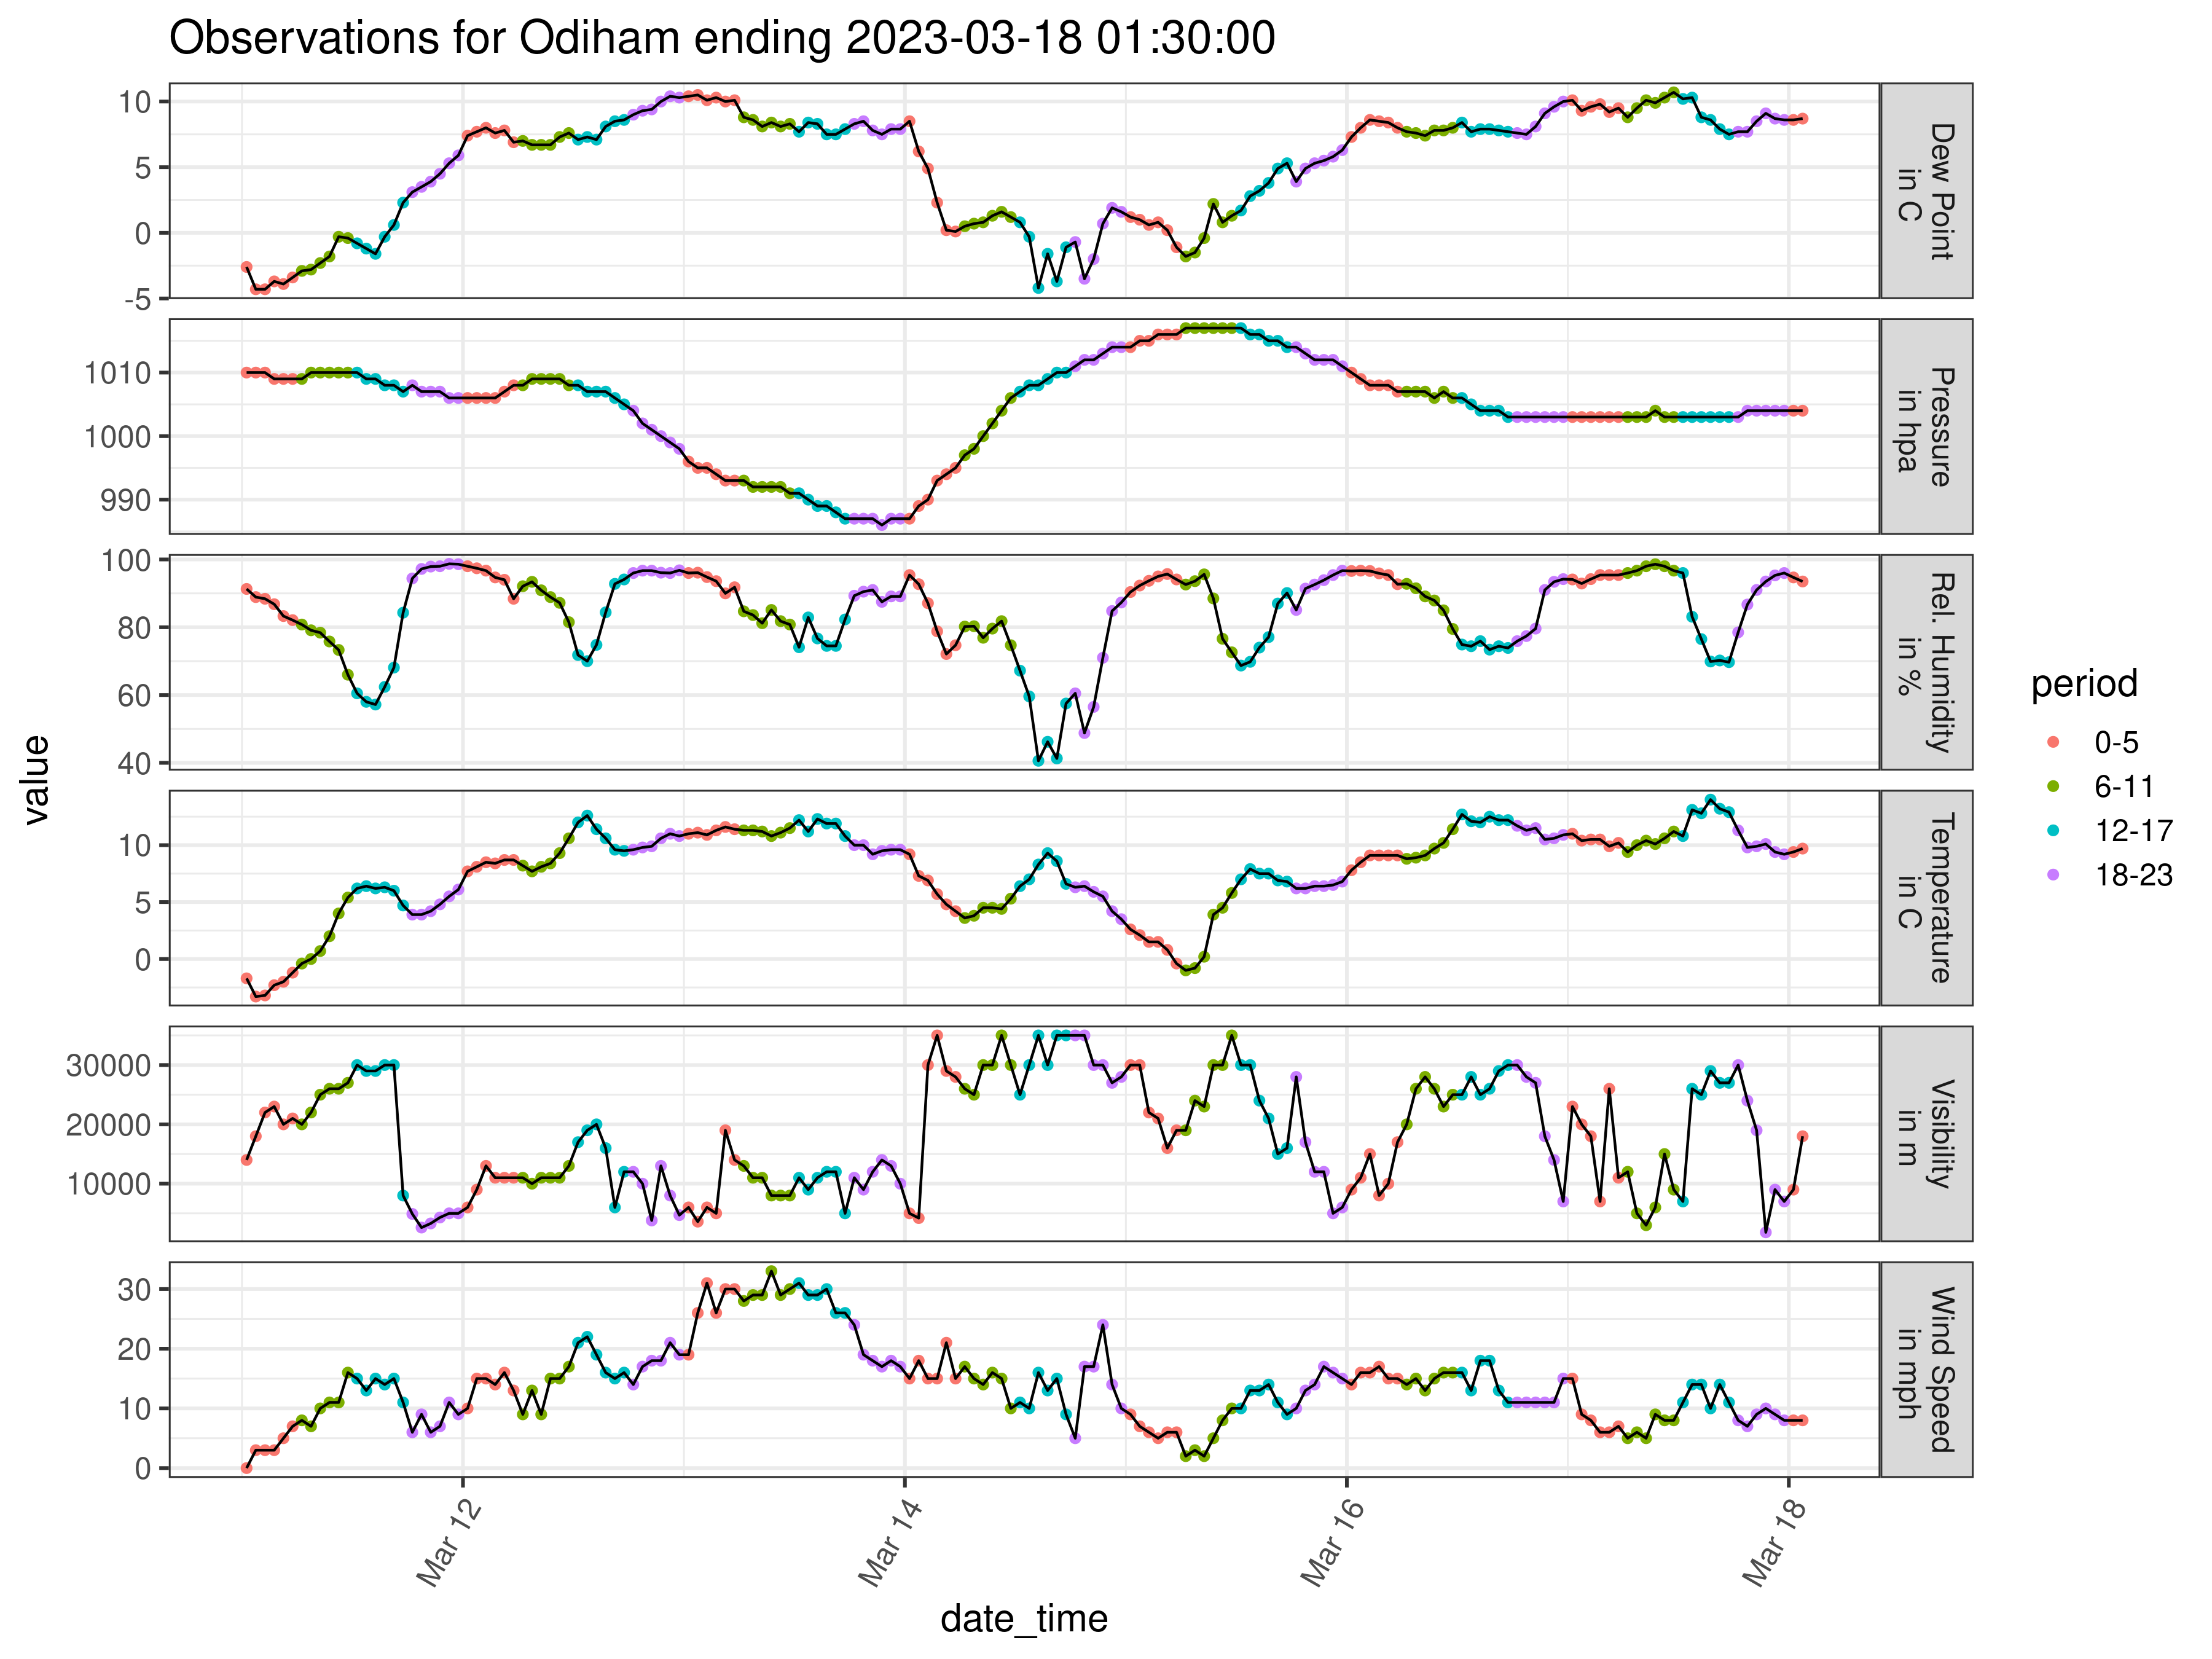 Observations for Odiham ending 2023-03-18 01:30:00
10
5
0
-5
Dew Point
in C
1010
1000
990
Pressure
in hpa
100
80
60
40
Rel. Humidity
in %
10
5
0
Temperature
in C
30000
20000
10000
Visibility
in m
30
20
10
0
Wind Speed
in mph
value
Mar 12
Mar 14
Mar 16
Mar 18
date_time
period
0-5
6-11
12-17
18-23